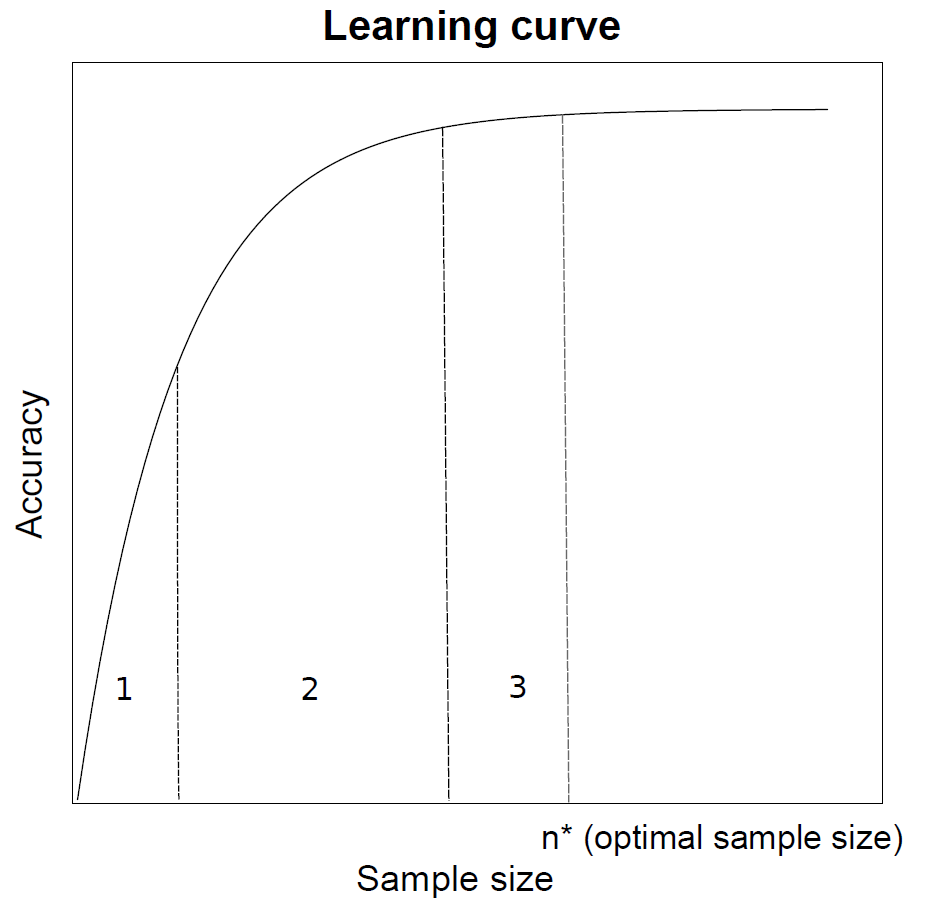 Learning curve
Accuracy
1
2
3
n* (optimal sample size)
Sample size